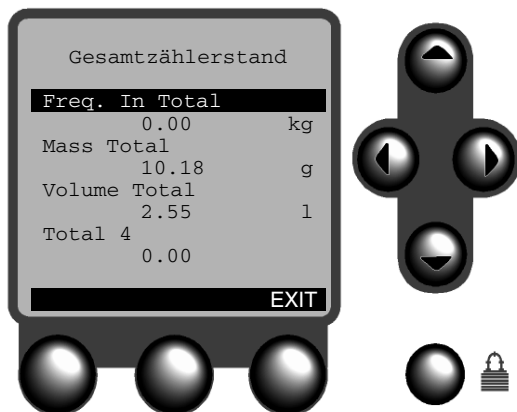 Gesamtzählerstand
Freq. In Total
0.00 kg
Mass Total
10.18 g
Volume Total
2.55 l
Total 4
0.00
EXIT